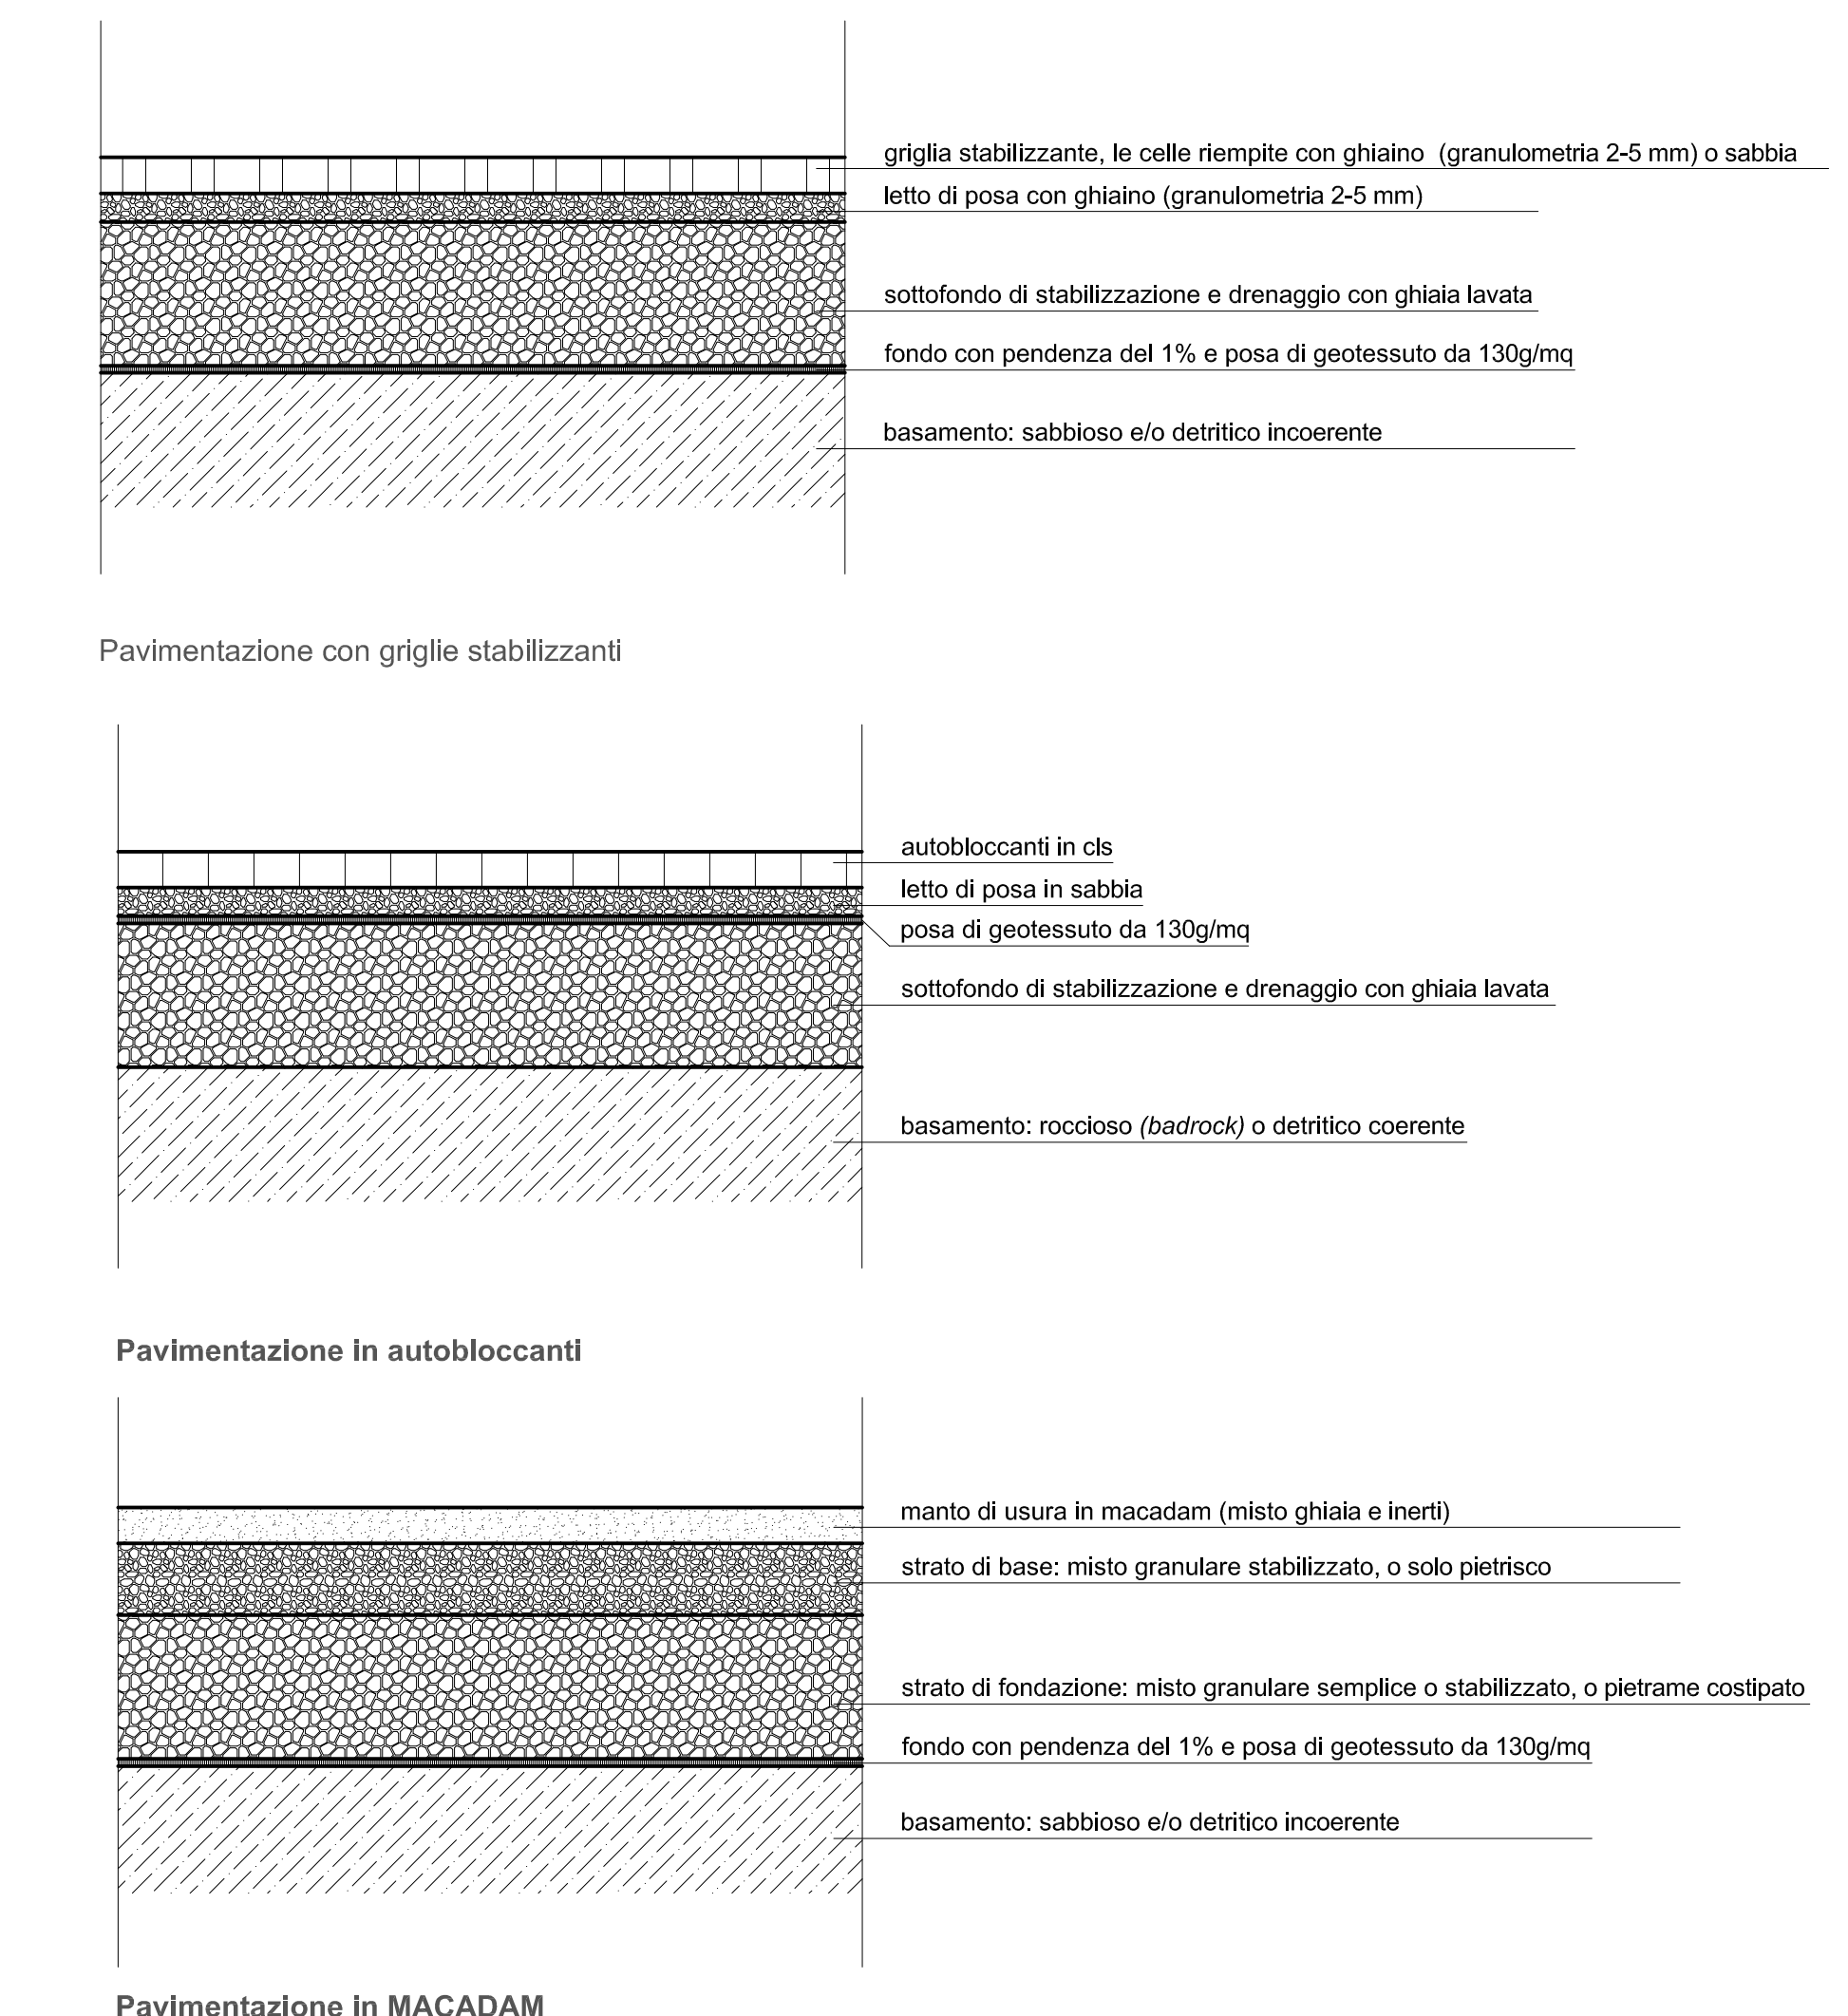 griglia stabilizzante, le celle riempite con ghiaino (granulometria 2-5 mm) o sabbia
letto di posa con ghiaino (granulometria 2-5 mm)
sottofondo di stabilizzazione e drenaggio con ghiaia lavata
fondo con pendenza del 1% e posa di geotessuto da 130g/mq
basamento: sabbioso e/o detritico incoerente
Pavimentazione con griglie stabilizzanti
autobloccanti in cls
letto di posa in sabbia
posa di geotessuto da 130g/mq
sottofondo di stabilizzazione e drenaggio con ghiaia lavata
basamento: roccioso (badrock) o detritico coerente
Pavimentazione in autobloccanti
manto di usura in macadam (misto ghiaia e inerti)
strato di base: misto granulare stabilizzato, o solo pietrisco
strato di fondazione: misto granulare semplice o stabilizzato, o pietrame costipato
fondo con pendenza del 1% e posa di geotessuto da 130g/mq
basamento: sabbioso e/o detritico incoerente
Pavimentazione in MACADAM